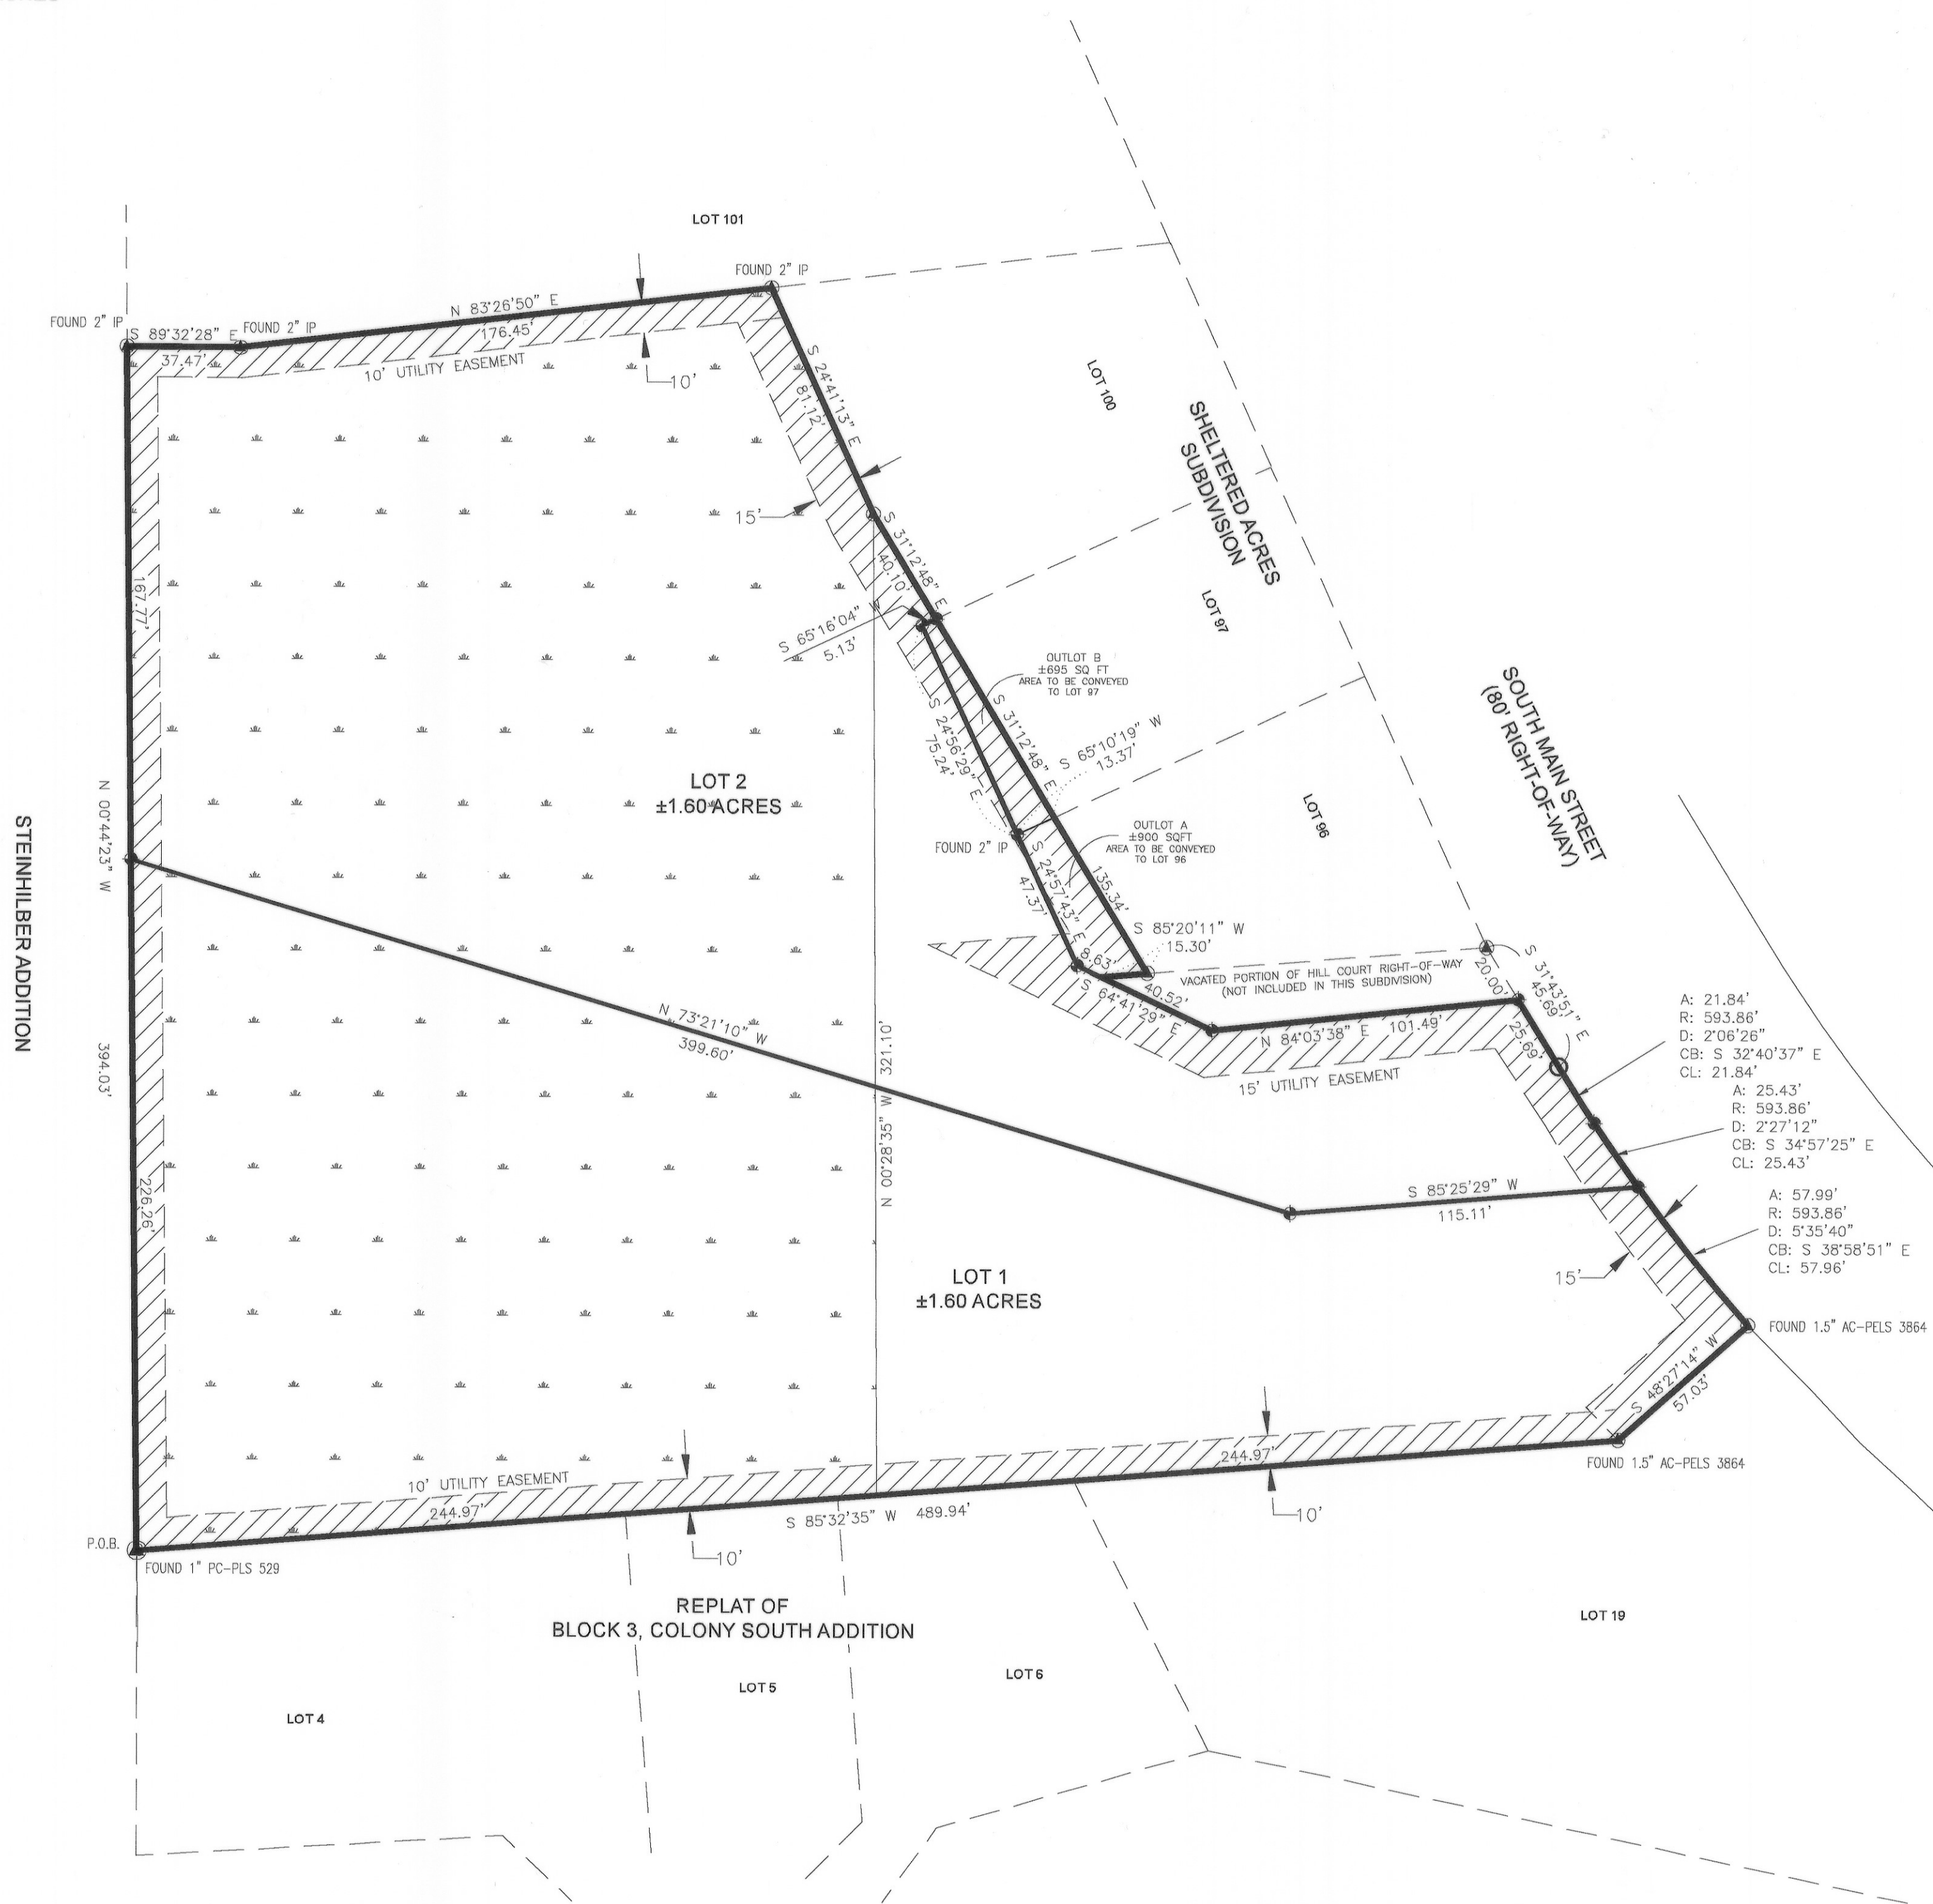 LOT 101
FOUND 2" IP
N 83°26'50" E
176.45'
FOUND 2" IP
S 89°32'28" E
FOUND 2" IP
37.47'
10' UTILITY EASEMENT
10'
S 24°41'13" E
81.12'
LOT 100
SHELTERED ACRES
SUBDIVISION
15'
S 31°12'48" E
40.10'
167.77'
S 65°16'04" W
5.13'
LOT 97
OUTLOT B
±695 SQ FT
AREA TO BE CONVEYED
TO LOT 97
S 31°12'48" E
135.34'
S 24°56'29" E
75.24'
S 65°10'19" W
13.37'
SOUTH MAIN STREET
(80' RIGHT-OF-WAY)
LOT 2
±1.60 ACRES
LOT 96
OUTLOT A
±900 SQFT
AREA TO BE CONVEYED
TO LOT 96
FOUND 2" IP
S 24°57'43" E
47.37'
N 00°44'23" W
394.03'
STEINHILBER ADDITION
S 85°20'11" W
15.30'
8.63'
S 64°41'29" E
40.52'
VACATED PORTION OF HILL COURT RIGHT-OF-WAY
(NOT INCLUDED IN THIS SUBDIVISION)
20.00'
S 31°43'51" E
45.69'
25.69'
N 84°03'38" E
101.49'
15' UTILITY EASEMENT
A: 21.84'
R: 593.86'
D: 2°06'26"
CB: S 32°40'37" E
CL: 21.84'
A: 25.43'
R: 593.86'
D: 2°27'12"
CB: S 34°57'25" E
CL: 25.43'
A: 57.99'
R: 593.86'
D: 5°35'40"
CB: S 38°58'51" E
CL: 57.96'
N 73°21'10" W
399.60'
N 00°28'35" W 321.10'
S 85°25'29" W
115.11'
226.26'
LOT 1
±1.60 ACRES
15'
FOUND 1.5" AC-PELS 3864
S 48°27'14" W
57.03'
FOUND 1.5" AC-PELS 3864
244.97'
10'
10' UTILITY EASEMENT
244.97'
S 85°32'35" W 489.94'
10'
P.O.B.
FOUND 1" PC-PLS 529
REPLAT OF
BLOCK 3, COLONY SOUTH ADDITION
LOT 19
LOT 6
LOT 5
LOT 4